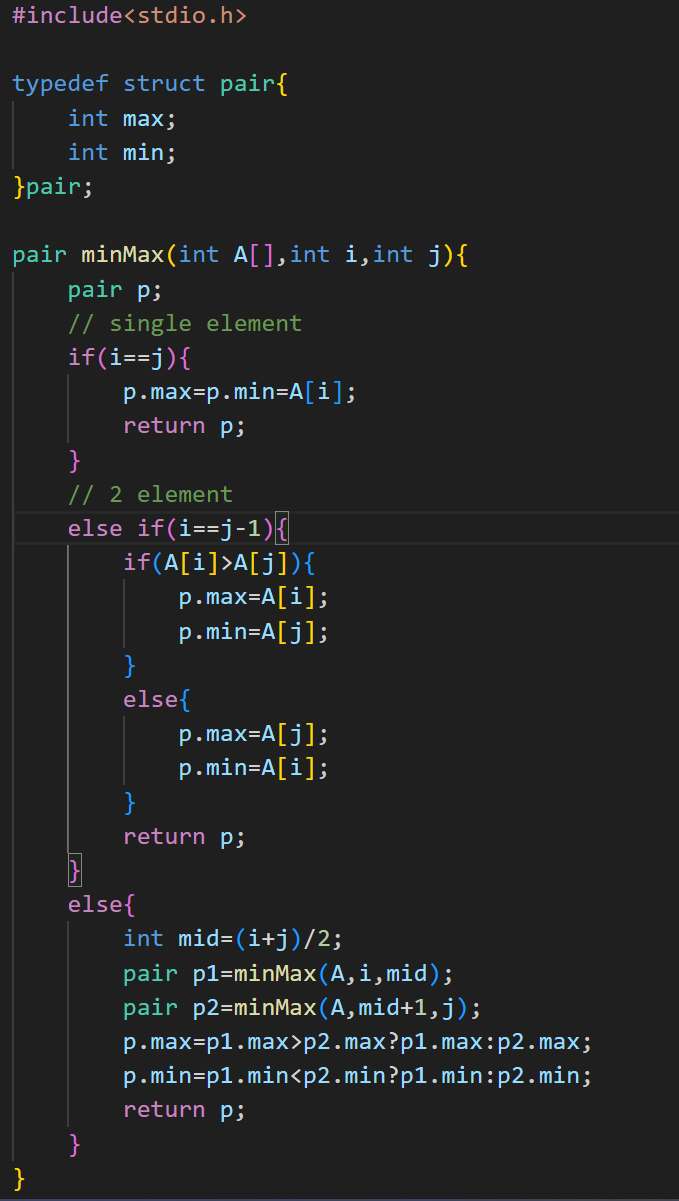 #include<stdio.h>
typedef struct pair{
    int max;
    int min;
}pair;
pair minMax(int A[],int i,int j){
    pair p;
    // single element
    if(i==j){
        p.max=p.min=A[i];
        return p;
    }
    // 2 element
    else if(i==j-1){
        if(A[i]>A[j]){
            p.max=A[i];
            p.min=A[j];
        }
        else{
            p.max=A[j];
            p.min=A[i];
        }
        return p;
    }
    else{
        int mid=(i+j)/2;
        pair p1=minMax(A,i,mid);
        pair p2=minMax(A,mid+1,j);
        p.max=p1.max>p2.max?p1.max:p2.max;
        p.min=p1.min<p2.min?p1.min:p2.min;
        return p;
    }
}